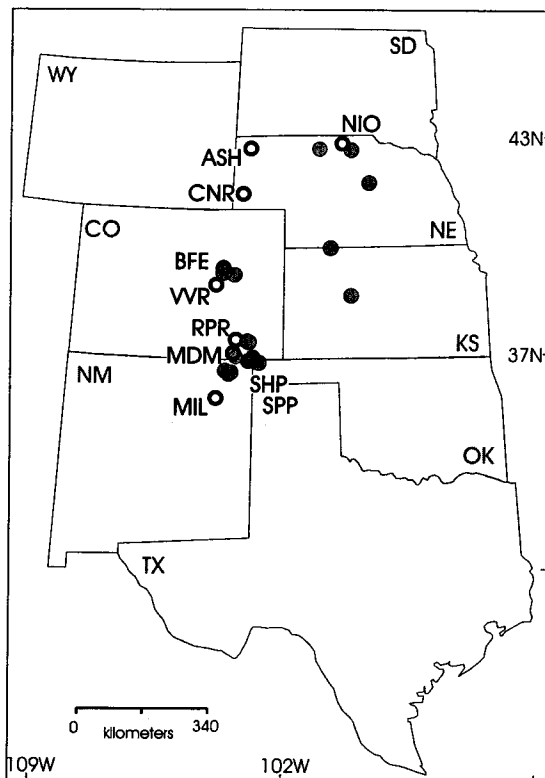 SD
WY
NIO
43N
ASH
CNR
CO
NE
BFE
VVR
RPR
KS
MDM
37N
NM
SHP
MIL
SPP
OK
TX
0 340
kilometers
109W 102W